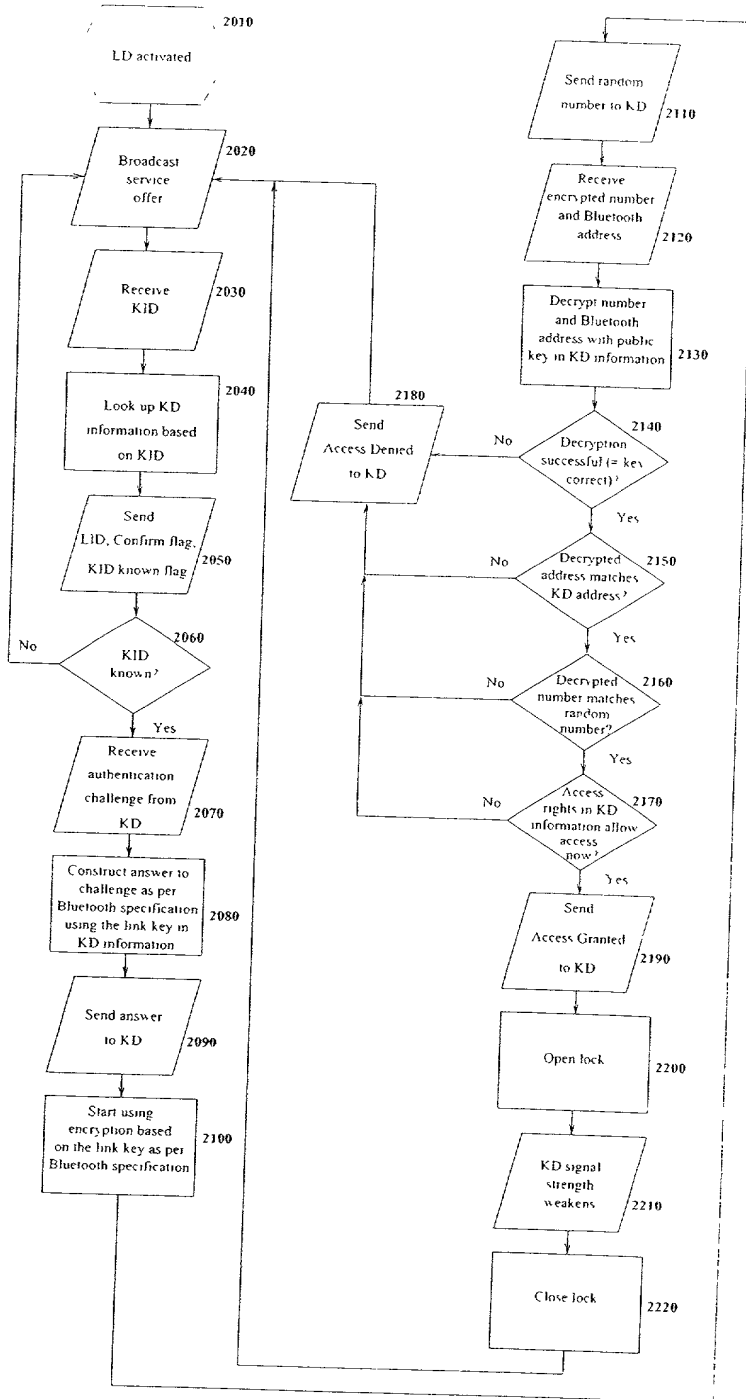 2010
LD activated
2020
Broadcast
service
offer
2030
Receive
KID
2040
Look up KD
information based
on KID
Send
LID, Confirm flag,
KID known flag
2050
2060
No
KID
known?
Yes
Receive
authentication
challenge from
KD
2070
Construct answer to
challenge as per
Bluetooth specification
using the link key in
KD information
2080
Send answer
to KD
2090
Start using
encryption based
on the link key as per
Bluetooth specification
2100
Send random
number to KD
2110
Receive
encrypted number
and Bluetooth
address
2120
Decrypt number
and Bluetooth
address with public
key in KD information
2130
2180
Send
Access Denied
to KD
2140
No
Decryption
successful (= key
correct)?
Yes
2150
No
Decrypted
address matches
KD address?
Yes
2160
No
Decrypted
number matches
random
number?
Yes
2170
No
Access
rights in KD
information allow
access
now?
Yes
Send
Access Granted
to KD
2190
Open lock
2200
KD signal
strength
weakens
2210
Close lock
2220